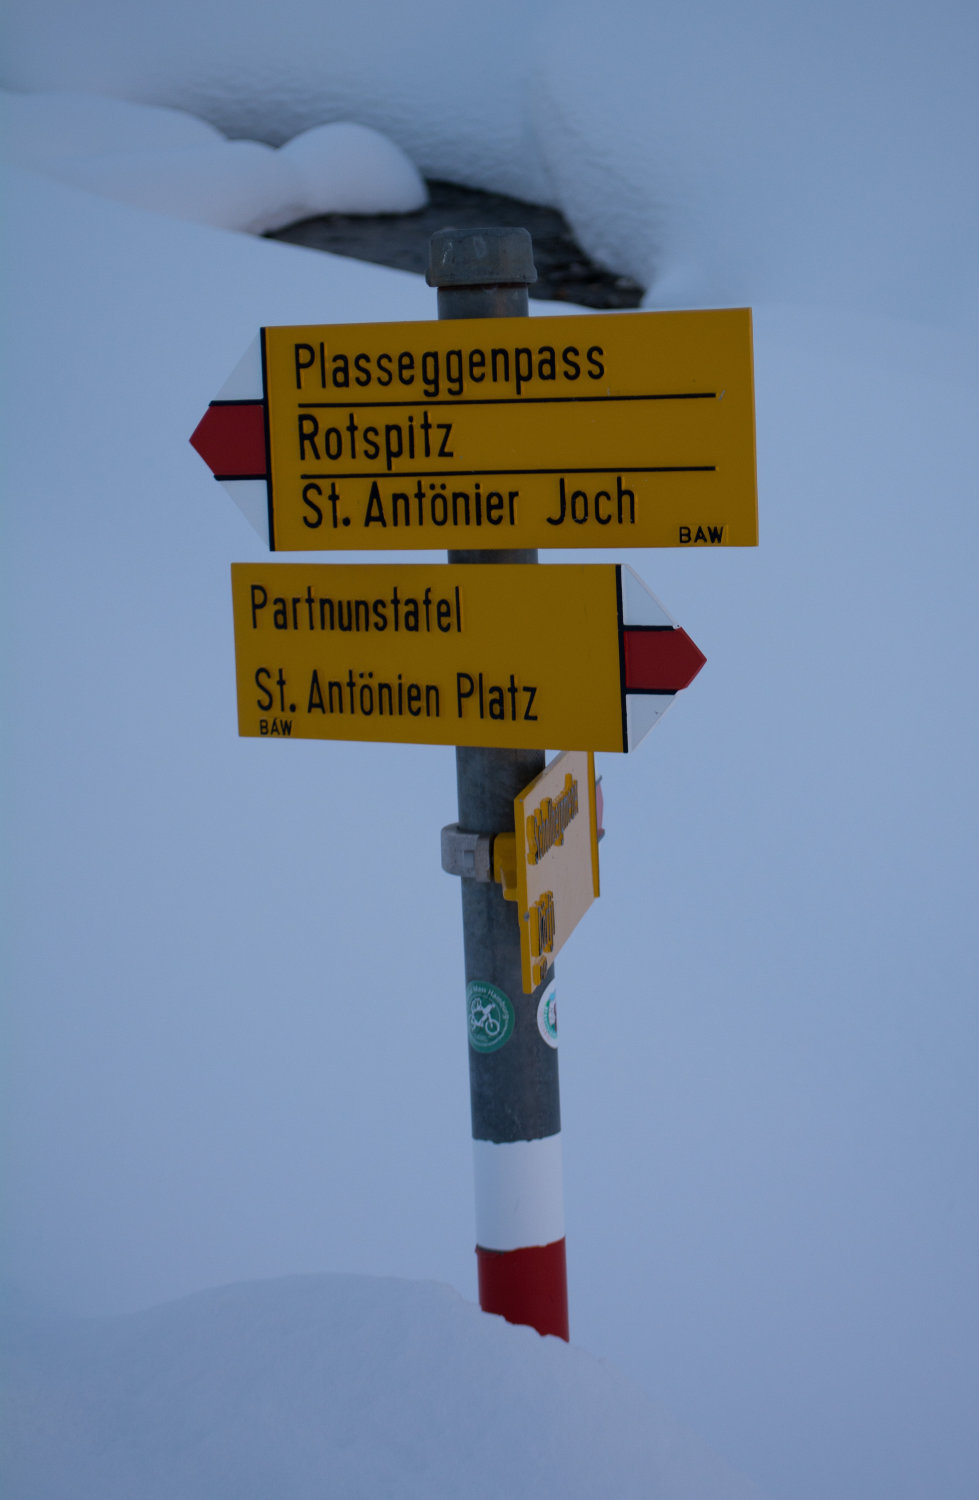 Plasseggenpass
Rotspitz
St. Antönier Joch
BAW
Partnunstafel
St. Antönien Platz
BAW